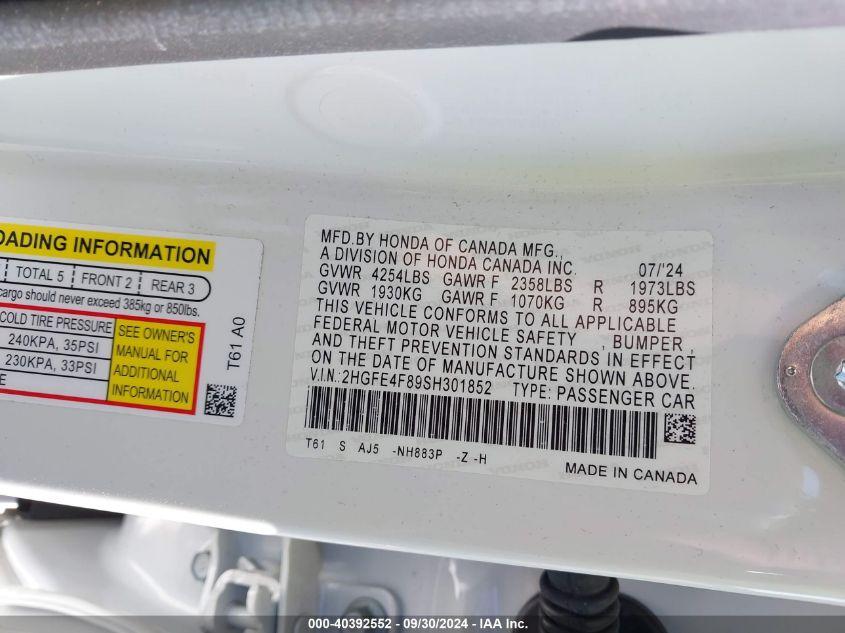 OADING INFORMATION
TOTAL 5 FRONT 2 REAR 3
cargo should never exceed 385kg or 850lbs.
COLD TIRE PRESSURE
240KPA, 35PSI
230KPA, 33PSI
SEE OWNER'S
MANUAL FOR
ADDITIONAL
INFORMATION
T61 A0
MFD.BY HONDA OF CANADA MFG.,
A DIVISION OF HONDA CANADA INC. 07/'24
GVWR 4254LBS GAWR F 2358LBS R 1973LBS
GVWR 1930KG GAWR F 1070KG R 895KG
THIS VEHICLE CONFORMS TO ALL APPLICABLE
FEDERAL MOTOR VEHICLE SAFETY , BUMPER
AND THEFT PREVENTION STANDARDS IN EFFECT
ON THE DATE OF MANUFACTURE SHOWN ABOVE.
V.I.N.: 2HGFE4F89SH301852 TYPE: PASSENGER CAR
T61 S AJ5 -NH883P -Z -H
MADE IN CANADA
000-40392552 - 09/30/2024 - IAA Inc.